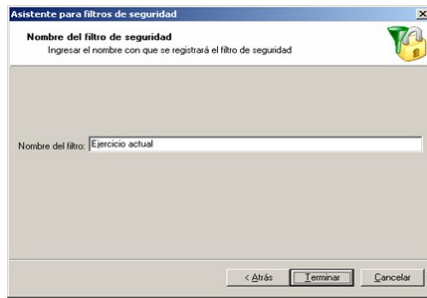 Asistente para filtros de seguridad
Nombre del filtro de seguridad
Ingresar el nombre con que se registrará el filtro de seguridad
Nombre del filtro: Ejercicio actual
< Atrás Terminar Cancelar